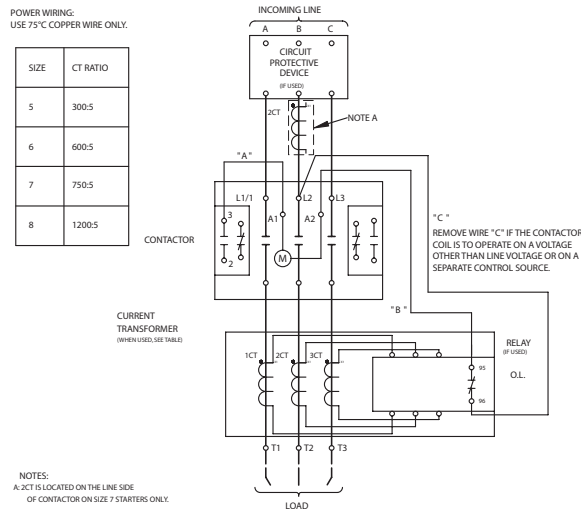 POWER WIRING:
USE 75°C COPPER WIRE ONLY.
SIZE CT RATIO
5 300:5
6 600:5
7 750:5
8 1200:5
INCOMING LINE
A B C
CIRCUIT
PROTECTIVE
DEVICE
(IF USED)
2CT
NOTE A
"A"
L1/1 L2 L3
3 A1 A2
2 M
CONTACTOR
"C "
REMOVE WIRE "C" IF THE CONTACTOR
COIL IS TO OPERATE ON A VOLTAGE
OTHER THAN LINE VOLTAGE OR ON A
SEPARATE CONTROL SOURCE.
"B "
CURRENT
TRANSFORMER
(WHEN USED, SEE TABLE)
1CT 2CT 3CT
RELAY
(IF USED)
95
O.L.
96
T1 T2 T3
LOAD
NOTES:
A: 2CT IS LOCATED ON THE LINE SIDE
OF CONTACTOR ON SIZE 7 STARTERS ONLY.